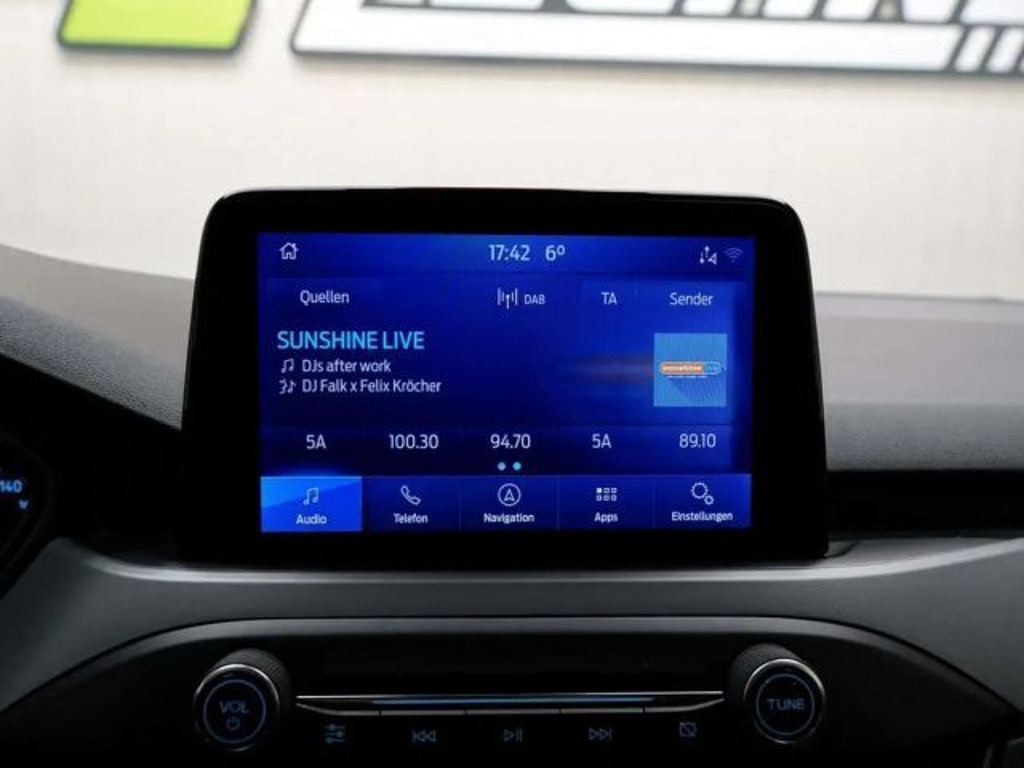 17:42 6º
Quellen DAB TA Sender
SUNSHINE LIVE
DJs after work
DJ Falk x Felix Kröcher
5A 100.30 94.70 5A 89.10
Audio Telefon Navigation Apps Einstellungen
140
VOL TUNE